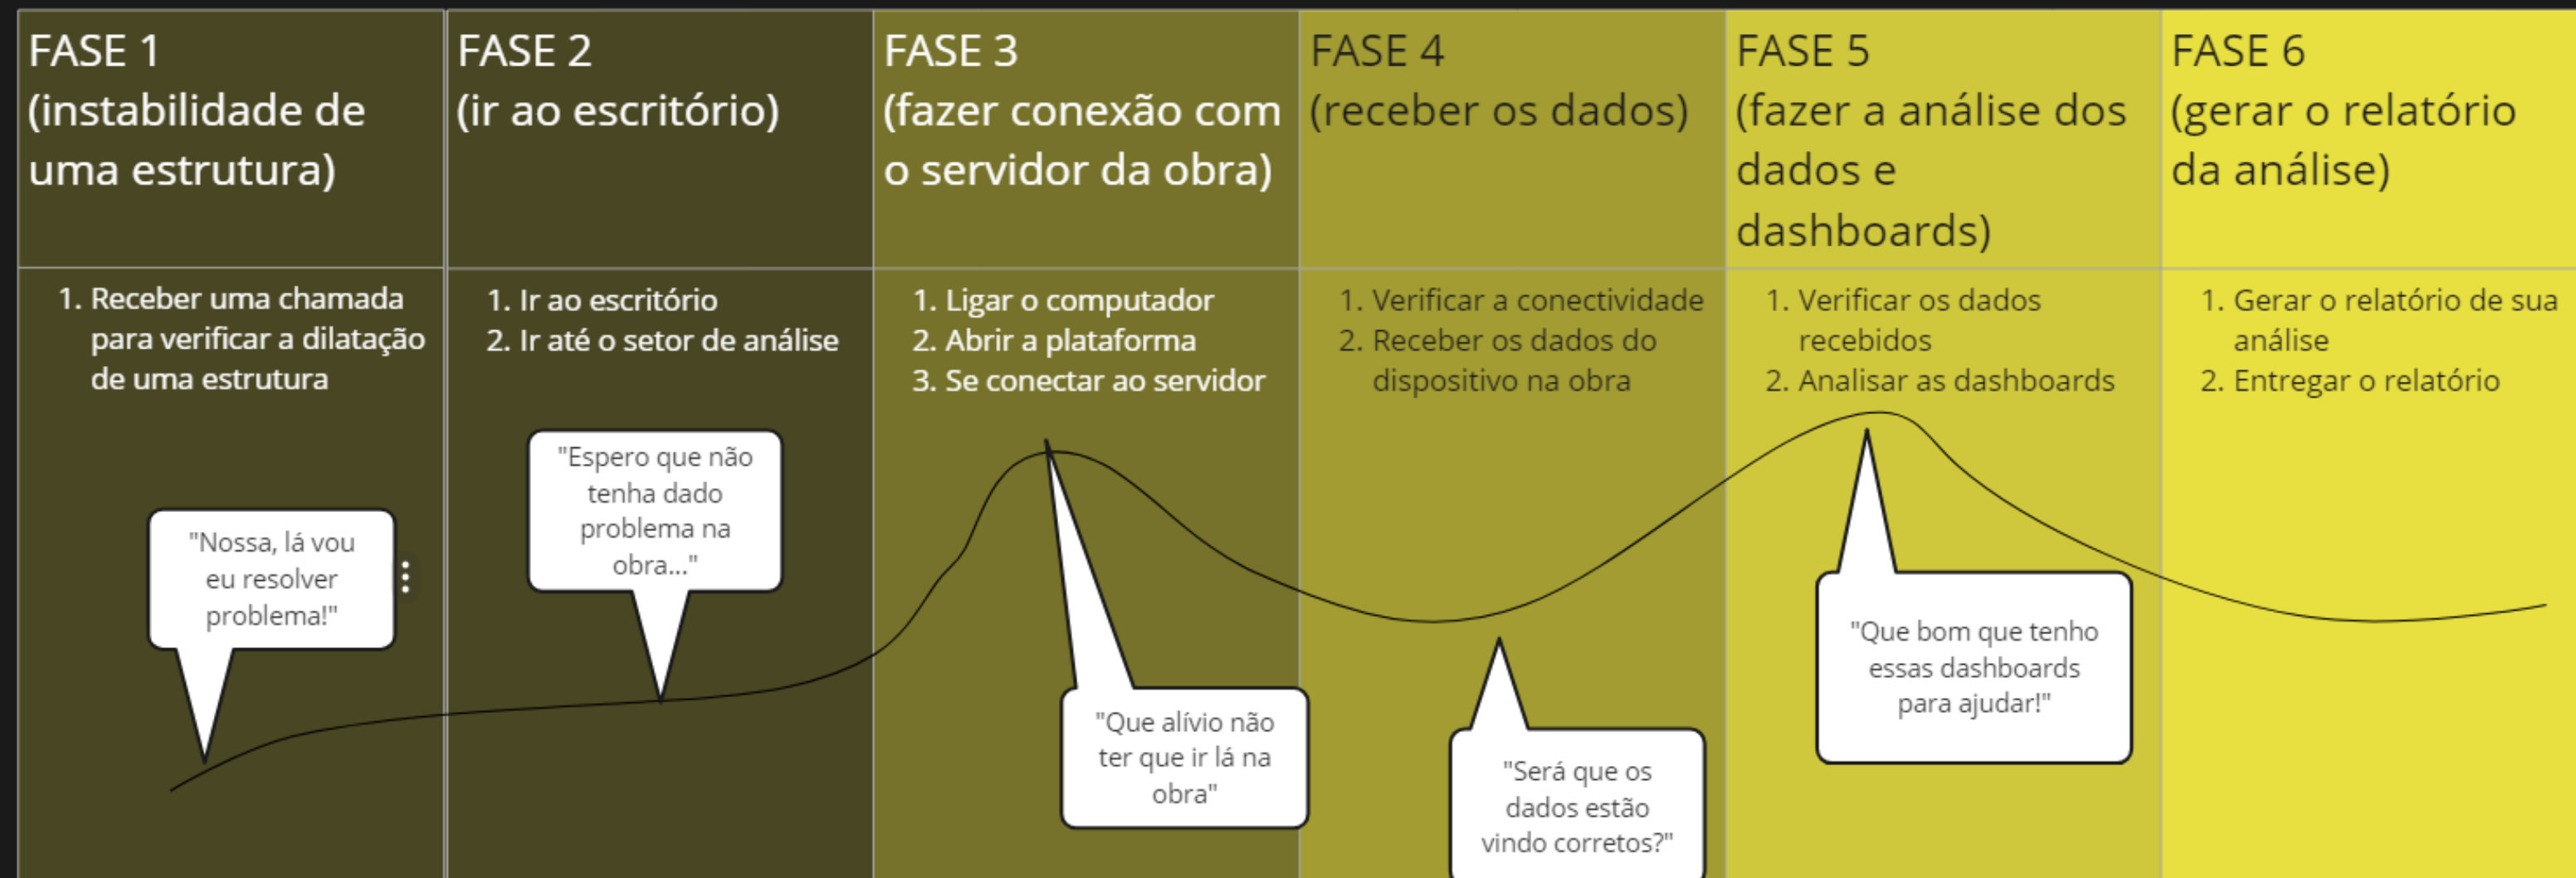 FASE 1
(instabilidade de
uma estrutura)
FASE 2
(ir ao escritório)
FASE 3
(fazer conexão com
o servidor da obra)
FASE 4
(receber os dados)
FASE 5
(fazer a análise dos
dados e
dashboards)
FASE 6
(gerar o relatório
da análise)
1. Receber uma chamada
para verificar a dilatação
de uma estrutura
1. Ir ao escritório
2. Ir até o setor de análise
1. Ligar o computador
2. Abrir a plataforma
3. Se conectar ao servidor
1. Verificar a conectividade
2. Receber os dados do
dispositivo na obra
1. Verificar os dados
recebidos
2. Analisar as dashboards
1. Gerar o relatório de sua
análise
2. Entregar o relatório
"Nossa, lá vou
eu resolver
problema!"
"Espero que não
tenha dado
problema na
obra..."
"Que alívio não
ter que ir lá na
obra"
"Será que os
dados estão
vindo corretos?"
"Que bom que tenho
essas dashboards
para ajudar!"